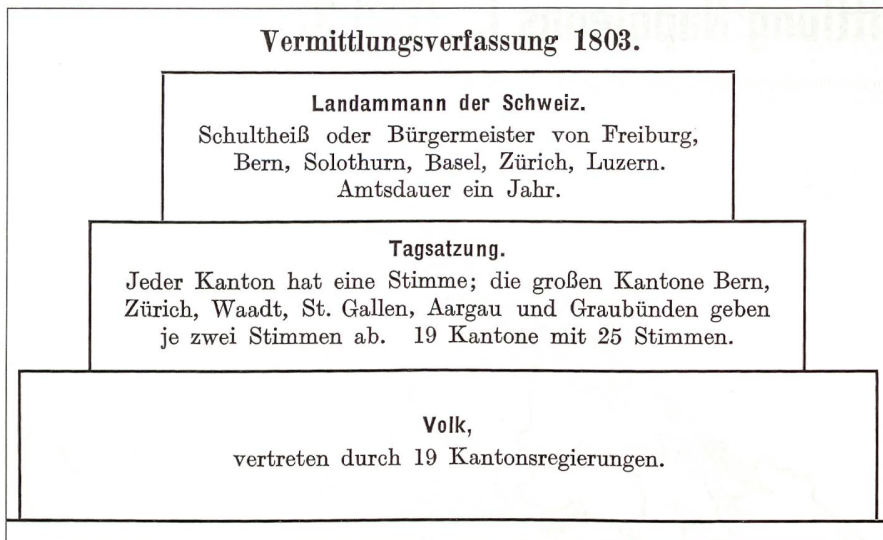 Vermittlungsverfassung 1803.
Landammann der Schweiz.
Schultheiß oder Bürgermeister von Freiburg,
Bern, Solothurn, Basel, Zürich, Luzern.
Amtsdauer ein Jahr.
Tagsatzung.
Jeder Kanton hat eine Stimme; die großen Kantone Bern,
Zürich, Waadt, St. Gallen, Aargau und Graubünden geben
je zwei Stimmen ab. 19 Kantone mit 25 Stimmen.
Volk,
vertreten durch 19 Kantonsregierungen.